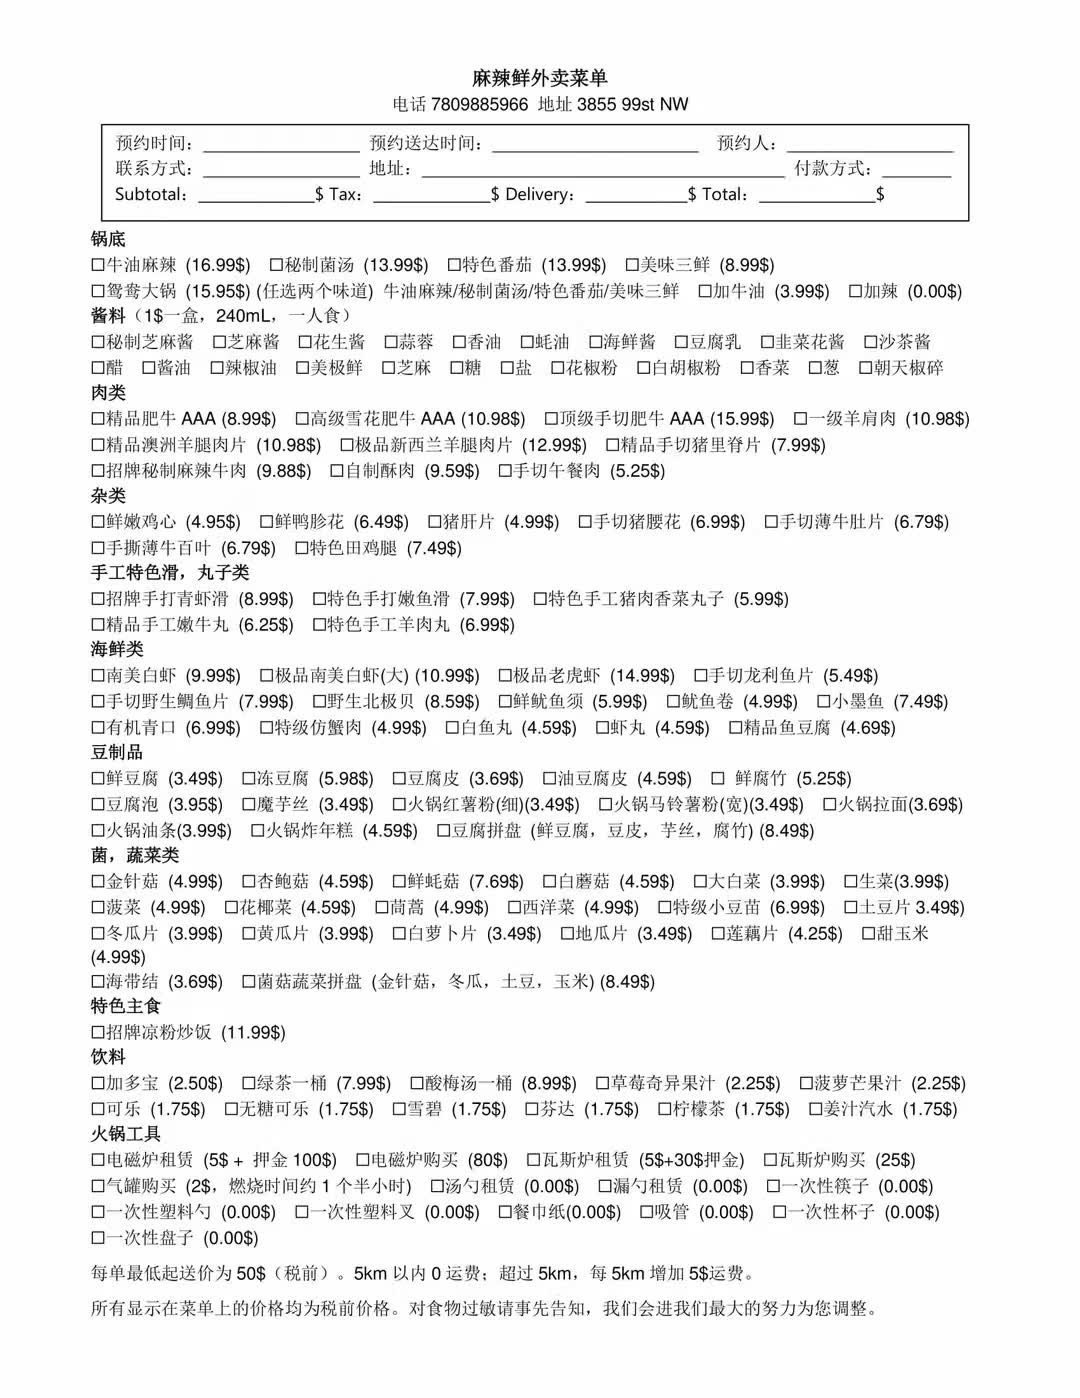 麻辣鲜外卖菜单
电话 7809885966 地址 3855 99st NW
预约时间：________________ 预约送达时间：_____________________ 预约人：_________________
联系方式：________________ 地址：_____________________________________ 付款方式：_______
Subtotal：____________$ Tax：____________$ Delivery：___________$ Total：____________$
锅底
☐牛油麻辣 (16.99$) ☐秘制菌汤 (13.99$) ☐特色番茄 (13.99$) ☐美味三鲜 (8.99$)
☐鸳鸯大锅 (15.95$) (任选两个味道) 牛油麻辣/秘制菌汤/特色番茄/美味三鲜 ☐加牛油 (3.99$) ☐加辣 (0.00$)
酱料（1$一盒，240mL，一人食）
☐秘制芝麻酱 ☐芝麻酱 ☐花生酱 ☐蒜蓉 ☐香油 ☐蚝油 ☐海鲜酱 ☐豆腐乳 ☐韭菜花酱 ☐沙茶酱
☐醋 ☐酱油 ☐辣椒油 ☐美极鲜 ☐芝麻 ☐糖 ☐盐 ☐花椒粉 ☐白胡椒粉 ☐香菜 ☐葱 ☐朝天椒碎
肉类
☐精品肥牛 AAA (8.99$) ☐高级雪花肥牛 AAA (10.98$) ☐顶级手切肥牛 AAA (15.99$) ☐一级羊肩肉 (10.98$)
☐精品澳洲羊腿肉片 (10.98$) ☐极品新西兰羊腿肉片 (12.99$) ☐精品手切猪里脊片 (7.99$)
☐招牌秘制麻辣牛肉 (9.88$) ☐自制酥肉 (9.59$) ☐手切午餐肉 (5.25$)
杂类
☐鲜嫩鸡心 (4.95$) ☐鲜鸭胗花 (6.49$) ☐猪肝片 (4.99$) ☐手切猪腰花 (6.99$) ☐手切薄牛肚片 (6.79$)
☐手撕薄牛百叶 (6.79$) ☐特色田鸡腿 (7.49$)
手工特色滑，丸子类
☐招牌手打青虾滑 (8.99$) ☐特色手打嫩鱼滑 (7.99$) ☐特色手工猪肉香菜丸子 (5.99$)
☐精品手工嫩牛丸 (6.25$) ☐特色手工羊肉丸 (6.99$)
海鲜类
☐南美白虾 (9.99$) ☐极品南美白虾(大) (10.99$) ☐极品老虎虾 (14.99$) ☐手切龙利鱼片 (5.49$)
☐手切野生鲷鱼片 (7.99$) ☐野生北极贝 (8.59$) ☐鲜鱿鱼须 (5.99$) ☐鱿鱼卷 (4.99$) ☐小墨鱼 (7.49$)
☐有机青口 (6.99$) ☐特级仿蟹肉 (4.99$) ☐白鱼丸 (4.59$) ☐虾丸 (4.59$) ☐精品鱼豆腐 (4.69$)
豆制品
☐鲜豆腐 (3.49$) ☐冻豆腐 (5.98$) ☐豆腐皮 (3.69$) ☐油豆腐皮 (4.59$) ☐ 鲜腐竹 (5.25$)
☐豆腐泡 (3.95$) ☐魔芋丝 (3.49$) ☐火锅红薯粉(细)(3.49$) ☐火锅马铃薯粉(宽)(3.49$) ☐火锅拉面(3.69$)
☐火锅油条(3.99$) ☐火锅炸年糕 (4.59$) ☐豆腐拼盘 (鲜豆腐，豆皮，芋丝，腐竹) (8.49$)
菌，蔬菜类
☐金针菇 (4.99$) ☐杏鲍菇 (4.59$) ☐鲜蚝菇 (7.69$) ☐白蘑菇 (4.59$) ☐大白菜 (3.99$) ☐生菜(3.99$)
☐菠菜 (4.99$) ☐花椰菜 (4.59$) ☐茼蒿 (4.99$) ☐西洋菜 (4.99$) ☐特级小豆苗 (6.99$) ☐土豆片 3.49$)
☐冬瓜片 (3.99$) ☐黄瓜片 (3.99$) ☐白萝卜片 (3.49$) ☐地瓜片 (3.49$) ☐莲藕片 (4.25$) ☐甜玉米
(4.99$)
☐海带结 (3.69$) ☐菌菇蔬菜拼盘 (金针菇，冬瓜，土豆，玉米) (8.49$)
特色主食
☐招牌凉粉炒饭 (11.99$)
饮料
☐加多宝 (2.50$) ☐绿茶一桶 (7.99$) ☐酸梅汤一桶 (8.99$) ☐草莓奇异果汁 (2.25$) ☐菠萝芒果汁 (2.25$)
☐可乐 (1.75$) ☐无糖可乐 (1.75$) ☐雪碧 (1.75$) ☐芬达 (1.75$) ☐柠檬茶 (1.75$) ☐姜汁汽水 (1.75$)
火锅工具
☐电磁炉租赁 (5$ + 押金 100$) ☐电磁炉购买 (80$) ☐瓦斯炉租赁 (5$+30$押金) ☐瓦斯炉购买 (25$)
☐气罐购买 (2$，燃烧时间约 1 个半小时) ☐汤勺租赁 (0.00$) ☐漏勺租赁 (0.00$) ☐一次性筷子 (0.00$)
☐一次性塑料勺 (0.00$) ☐一次性塑料叉 (0.00$) ☐餐巾纸(0.00$) ☐吸管 (0.00$) ☐一次性杯子 (0.00$)
☐一次性盘子 (0.00$)
每单最低起送价为 50$（税前）。5km 以内 0 运费；超过 5km，每 5km 增加 5$运费。
所有显示在菜单上的价格均为税前价格。对食物过敏请事先告知，我们会进我们最大的努力为您调整。